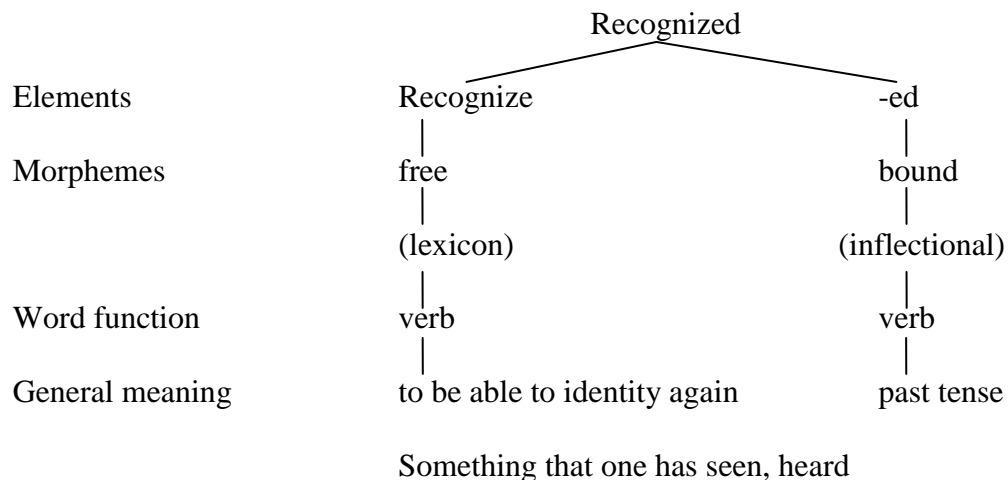 Recognized
Elements Recognize -ed
Morphemes free bound
(lexicon) (inflectional)
Word function verb verb
General meaning to be able to identity again past tense
Something that one has seen, heard